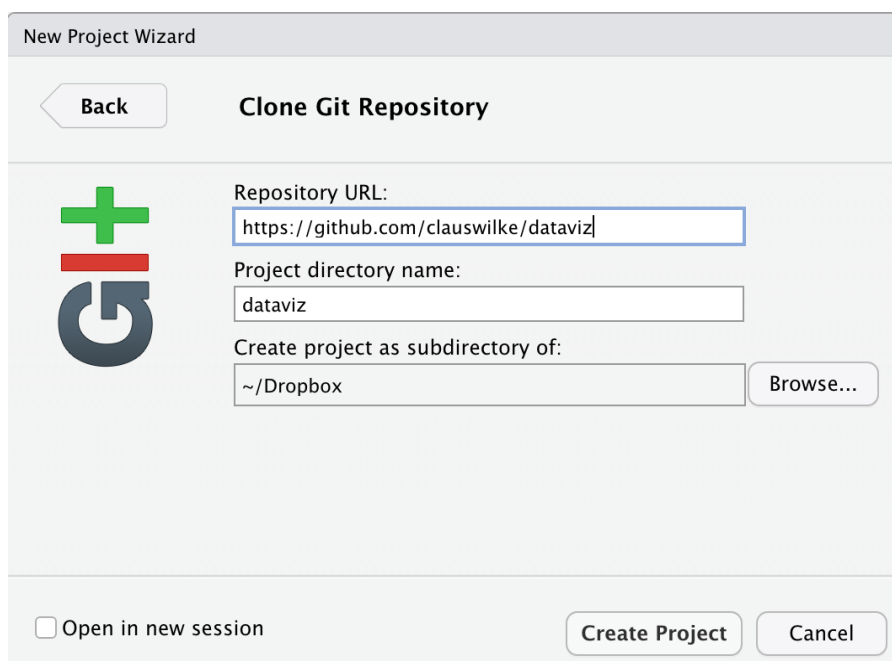 New Project Wizard
Back
Clone Git Repository
Repository URL:
https://github.com/clauswilke/dataviz
Project directory name:
dataviz
Create project as subdirectory of:
~/Dropbox
Browse...
GIt
Open in new session
Create Project
Cancel